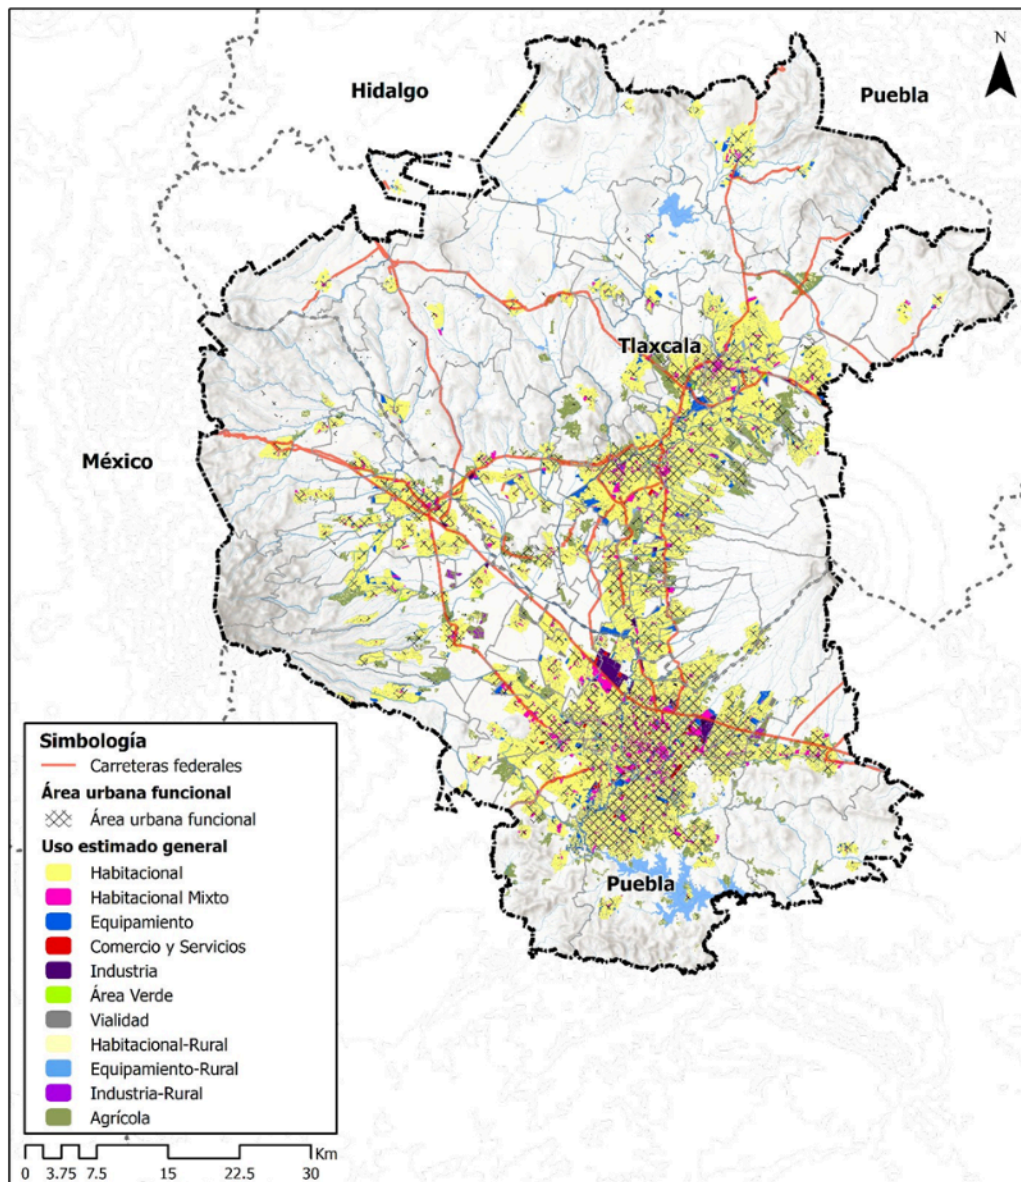 N
Hidalgo
Puebla
Tlaxcala
México
Puebla
Simbología
Carreteras federales
Área urbana funcional
Área urbana funcional
Uso estimado general
Habitacional
Habitacional Mixto
Equipamiento
Comercio y Servicios
Industria
Área Verde
Vialidad
Habitacional-Rural
Equipamiento-Rural
Industria-Rural
Agrícola
Km
0 3.75 7.5 15 22.5 30